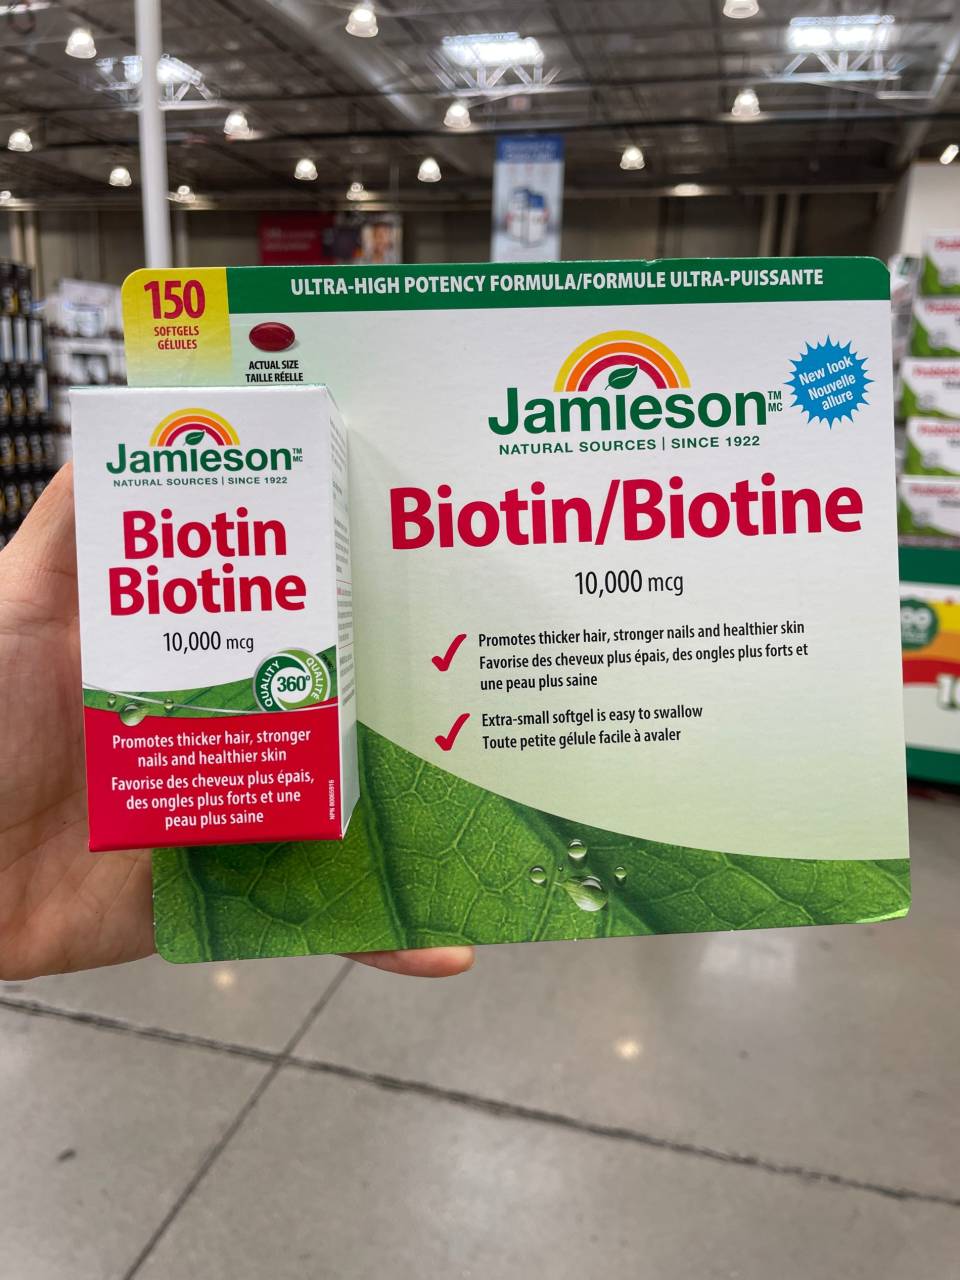 150
SOFTGELS
GÉLULES
ULTRA-HIGH POTENCY FORMULA/FORMULE ULTRA-PUISSANTE
ACTUAL SIZE
TAILLE RÉELLE
Jamieson™ MC
NATURAL SOURCES | SINCE 1922
New look
Nouvelle
allure
Biotin/Biotine
10,000 mcg
Promotes thicker hair, stronger nails and healthier skin
Favorise des cheveux plus épais, des ongles plus forts et
une peau plus saine
Extra-small softgel is easy to swallow
Toute petite gélule facile à avaler
Jamieson™ MC
NATURAL SOURCES | SINCE 1922
Biotin
Biotine
10,000 mcg
QUALITY 360° QUALITÉ
Promotes thicker hair, stronger
nails and healthier skin
Favorise des cheveux plus épais,
des ongles plus forts et une
peau plus saine